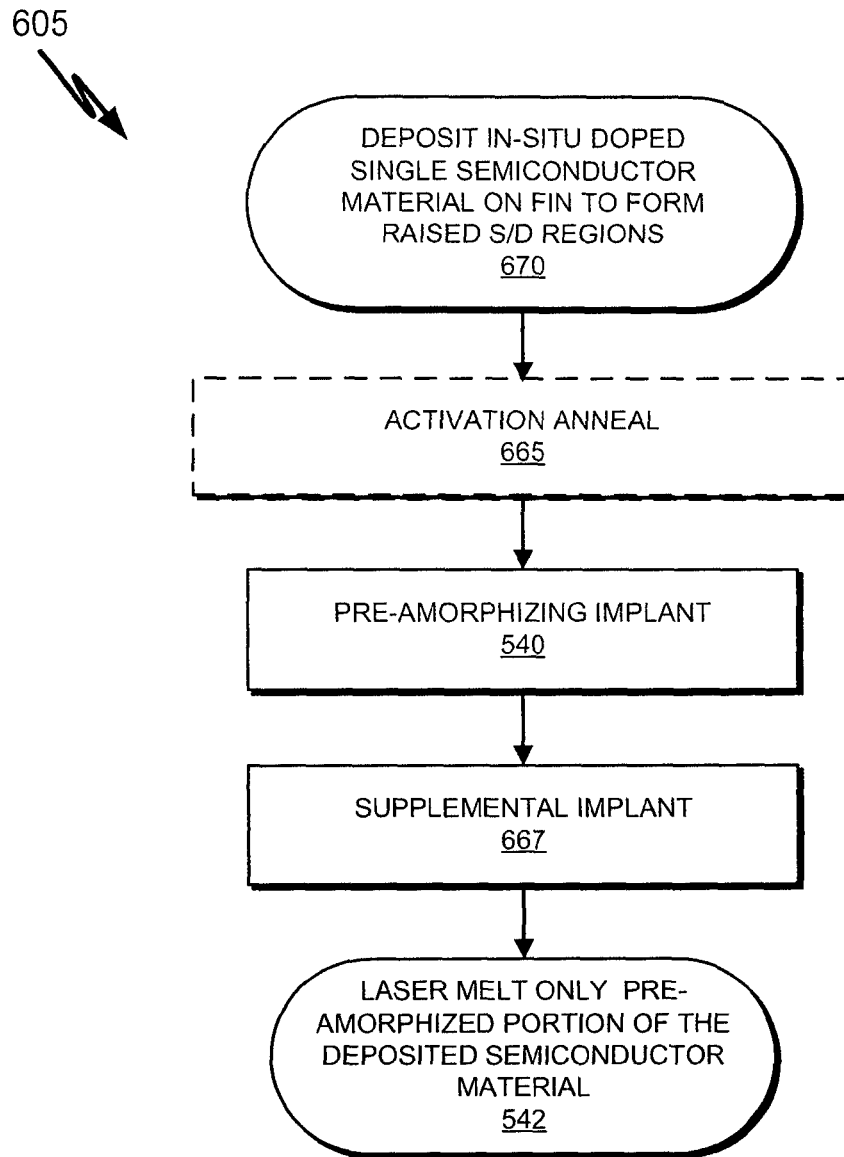 605
DEPOSIT IN-SITU DOPED
SINGLE SEMICONDUCTOR
MATERIAL ON FIN TO FORM
RAISED S/D REGIONS
670
ACTIVATION ANNEAL
665
PRE-AMORPHIZING IMPLANT
540
SUPPLEMENTAL IMPLANT
667
LASER MELT ONLY PRE-
AMORPHIZED PORTION OF THE
DEPOSITED SEMICONDUCTOR
MATERIAL
542